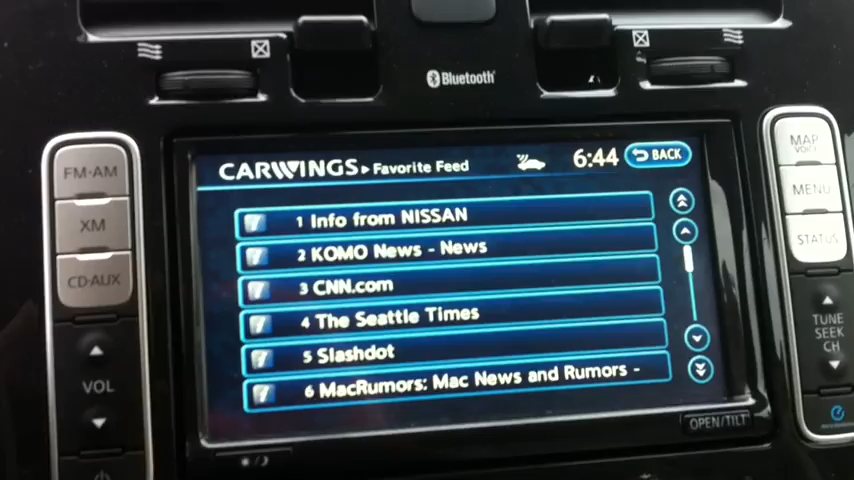 Bluetooth
FM·AM
XM
CD·AUX
VOL
CARWINGS ▸ Favorite Feed
6:44
BACK
1 Info from NISSAN
2 KOMO News - News
3 CNN.com
4 The Seattle Times
5 Slashdot
6 MacRumors: Mac News and Rumors -
MAP
VOICE
MENU
STATUS
TUNE
SEEK
CH
OPEN/TILT